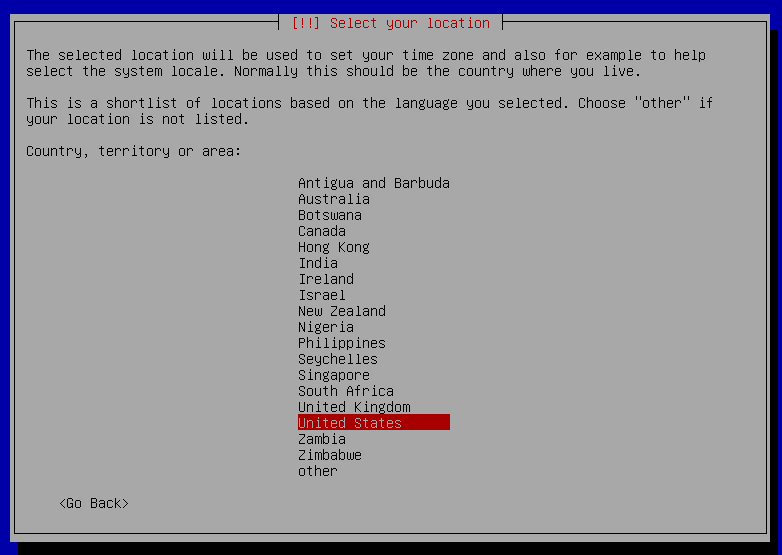 [!!] Select your location
The selected location will be used to set your time zone and also for example to help
select the system locale. Normally this should be the country where you live.
This is a shortlist of locations based on the language you selected. Choose "other" if
your location is not listed.
Country, territory or area:
Antigua and Barbuda
Australia
Botswana
Canada
Hong Kong
India
Ireland
Israel
New Zealand
Nigeria
Philippines
Seychelles
Singapore
South Africa
United Kingdom
United States
Zambia
Zimbabwe
other
<Go Back>